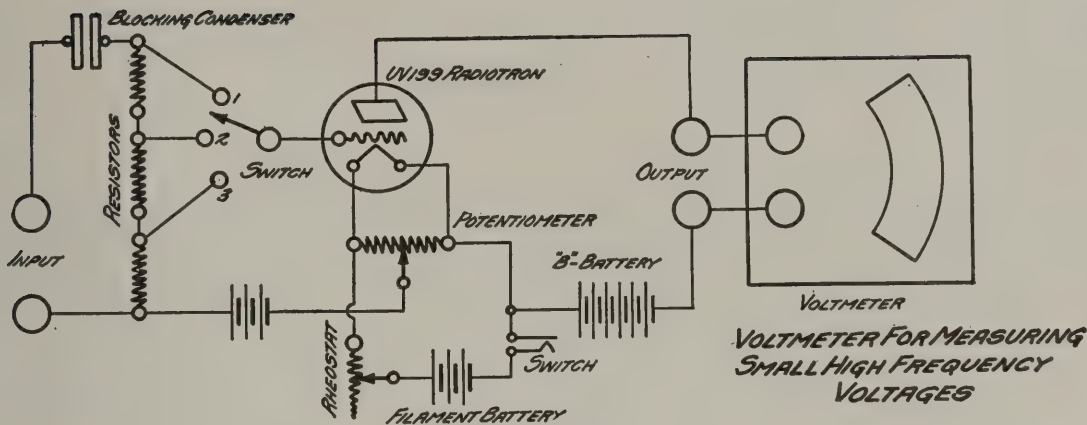 BLOCKING CONDENSER
UV199 RADIOTRON
1
2
3
SWITCH
RESISTORS
OUTPUT
POTENTIOMETER
INPUT
"B"-BATTERY
VOLTMETER
RHEOSTAT
SWITCH
FILAMENT BATTERY
VOLTMETER FOR MEASURING
SMALL HIGH FREQUENCY
VOLTAGES